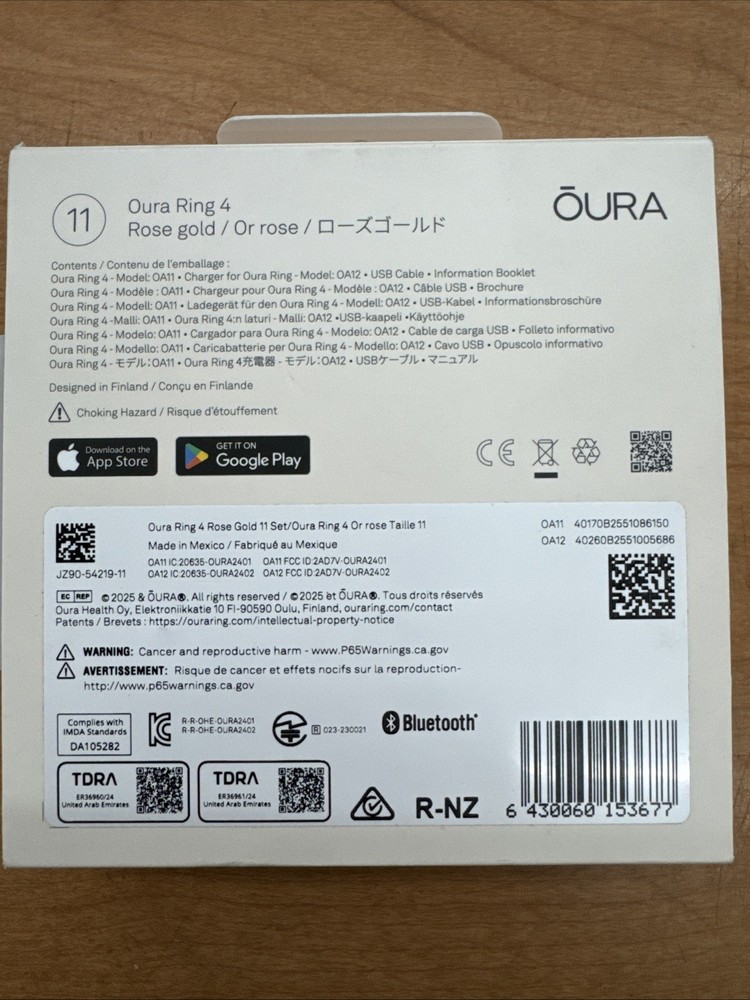 11
Oura Ring 4
Rose gold / Or rose / ローズゴールド
ŌURA
Contents / Contenu de l'emballage :
Oura Ring 4 - Model: OA11 • Charger for Oura Ring - Model: OA12 • USB Cable • Information Booklet
Oura Ring 4 - Modèle : OA11 • Chargeur pour Oura Ring 4 - Modèle : OA12 • Câble USB • Brochure
Oura Ring 4 - Modell: OA11 • Ladegerät für den Oura Ring 4 - Modell: OA12 • USB-Kabel • Informationsbroschüre
Oura Ring 4-Malli: OA11 • Oura Ring 4:n laturi - Malli: OA12 •USB-kaapeli •Käyttöohje
Oura Ring 4 - Modelo: OA11 • Cargador para Oura Ring 4 - Modelo: OA12 • Cable de carga USB • Folleto informativo
Oura Ring 4 - Modello: OA11 • Caricabatterie per Oura Ring 4 - Modello: OA12 • Cavo USB • Opuscolo informativo
Oura Ring 4 - モデル:OA11 • Oura Ring 4充電器 - モデル:OA12 • USBケーブル • マニュアル
Designed in Finland / Conçu en Finlande
Choking Hazard / Risque d'étouffement
Download on the
App Store
GET IT ON
Google Play
CE
Oura Ring 4 Rose Gold 11 Set/Oura Ring 4 Or rose Taille 11
Made in Mexico / Fabriqué au Mexique
OA11 IC:20635-OURA2401 OA11 FCC ID:2AD7V-OURA2401
OA12 IC:20635-OURA2402 OA12 FCC ID:2AD7V-OURA2402
JZ90-54219-11
OA11 40170B2551086150
OA12 40260B2551005686
EC REP © 2025 & ŌURA®. All rights reserved / © 2025 et ŌURA®. Tous droits réservés
Oura Health Oy, Elektroniikkatie 10 FI-90590 Oulu, Finland, ouraring.com/contact
Patents / Brevets : https://ouraring.com/intellectual-property-notice
WARNING: Cancer and reproductive harm - www.P65Warnings.ca.gov
AVERTISSEMENT: Risque de cancer et effets nocifs sur la reproduction-
http://www.p65warnings.ca.gov
Complies with
IMDA Standards
DA105282
R-R-OHE-OURA2401
R-R-OHE-OURA2402
R 023-230021
Bluetooth®
TDRA
ER36960/24
United Arab Emirates
TDRA
ER36961/24
United Arab Emirates
R-NZ
6 430060 153677